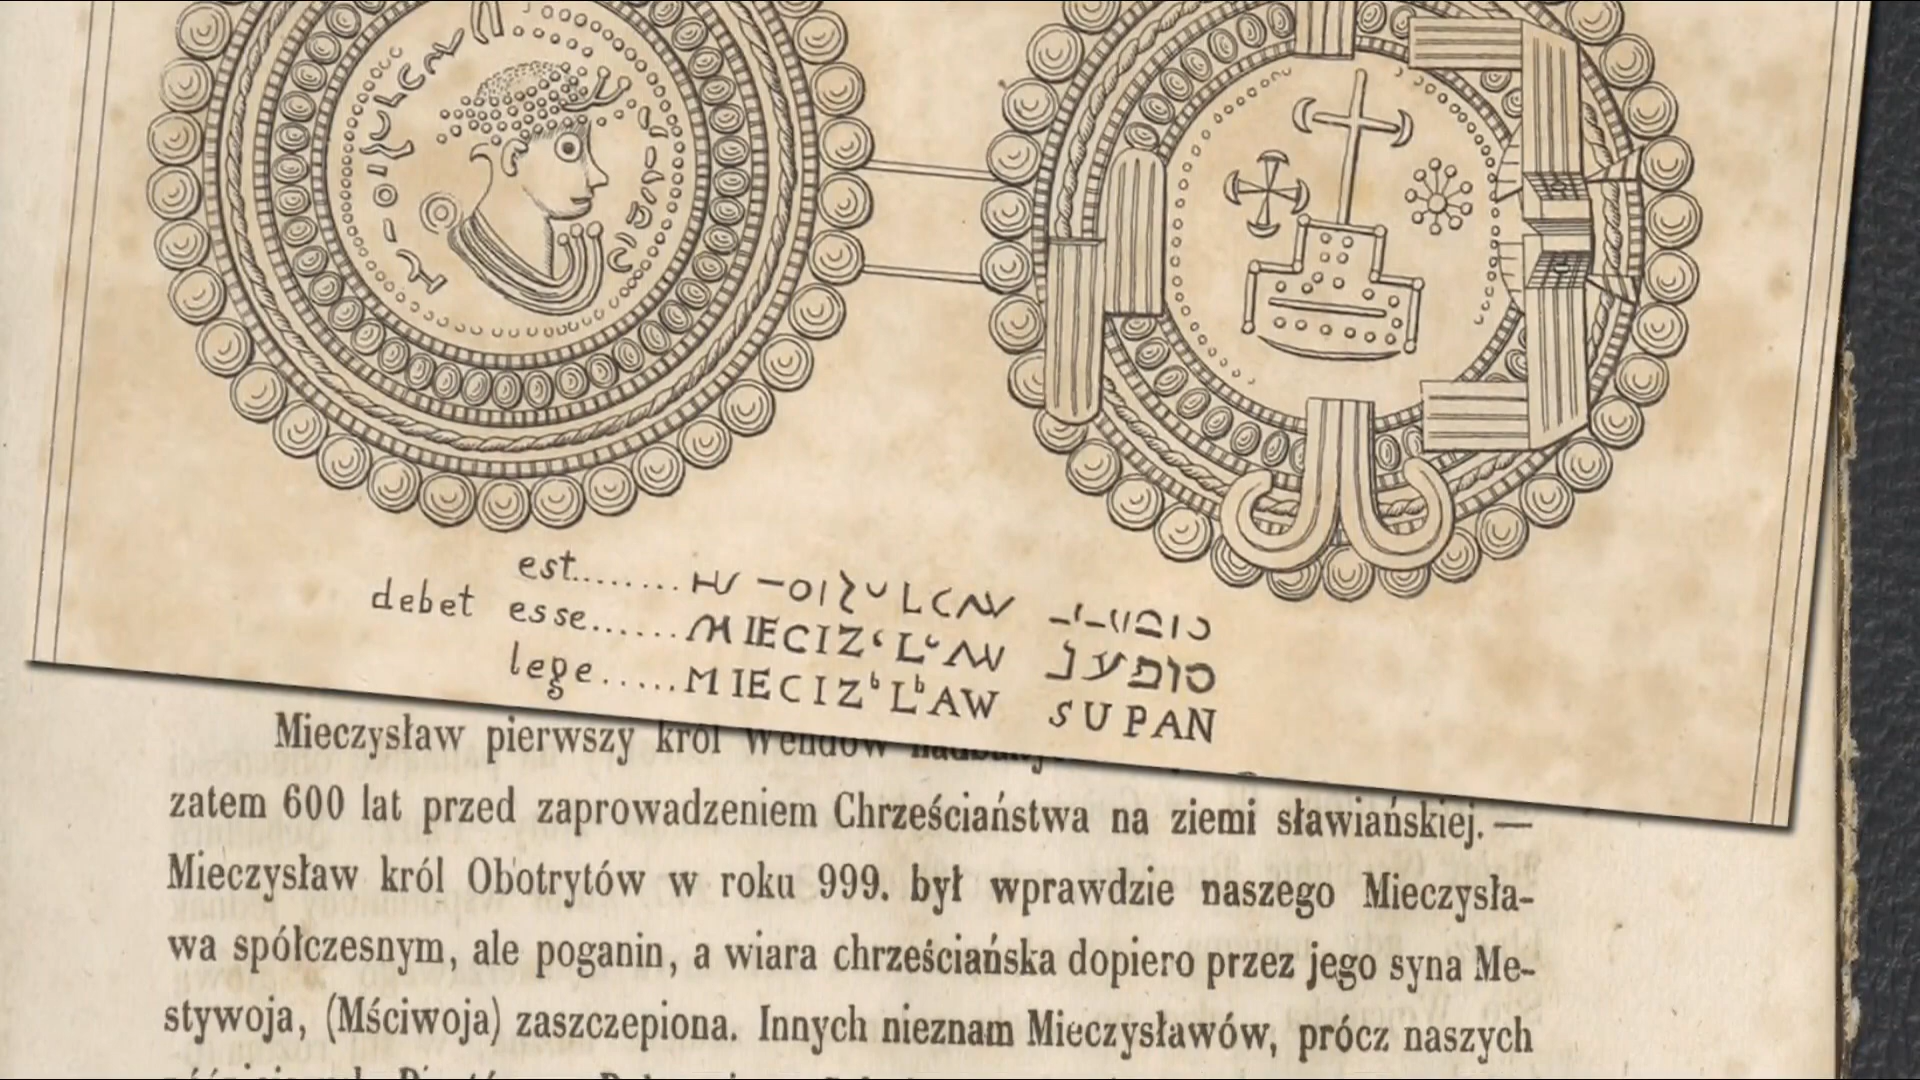 est........
debet esse...... MIECIZ‘L‘AW סופען
lege..... MIECIZᵇLᵇAW SUPAN
Mieczysław pierwszy król Wendów
zatem 600 lat przed zaprowadzeniem Chrześciaństwa na ziemi sławiańskiej. —
Mieczysław król Obotrytów w roku 999. był wprawdzie naszego Mieczysła-
wa spółczesnym, ale poganin, a wiara chrześciańska dopiero przez jego syna Me-
stywoja, (Mściwoja) zaszczepiona. Innych nieznam Mieczysławów, prócz naszych